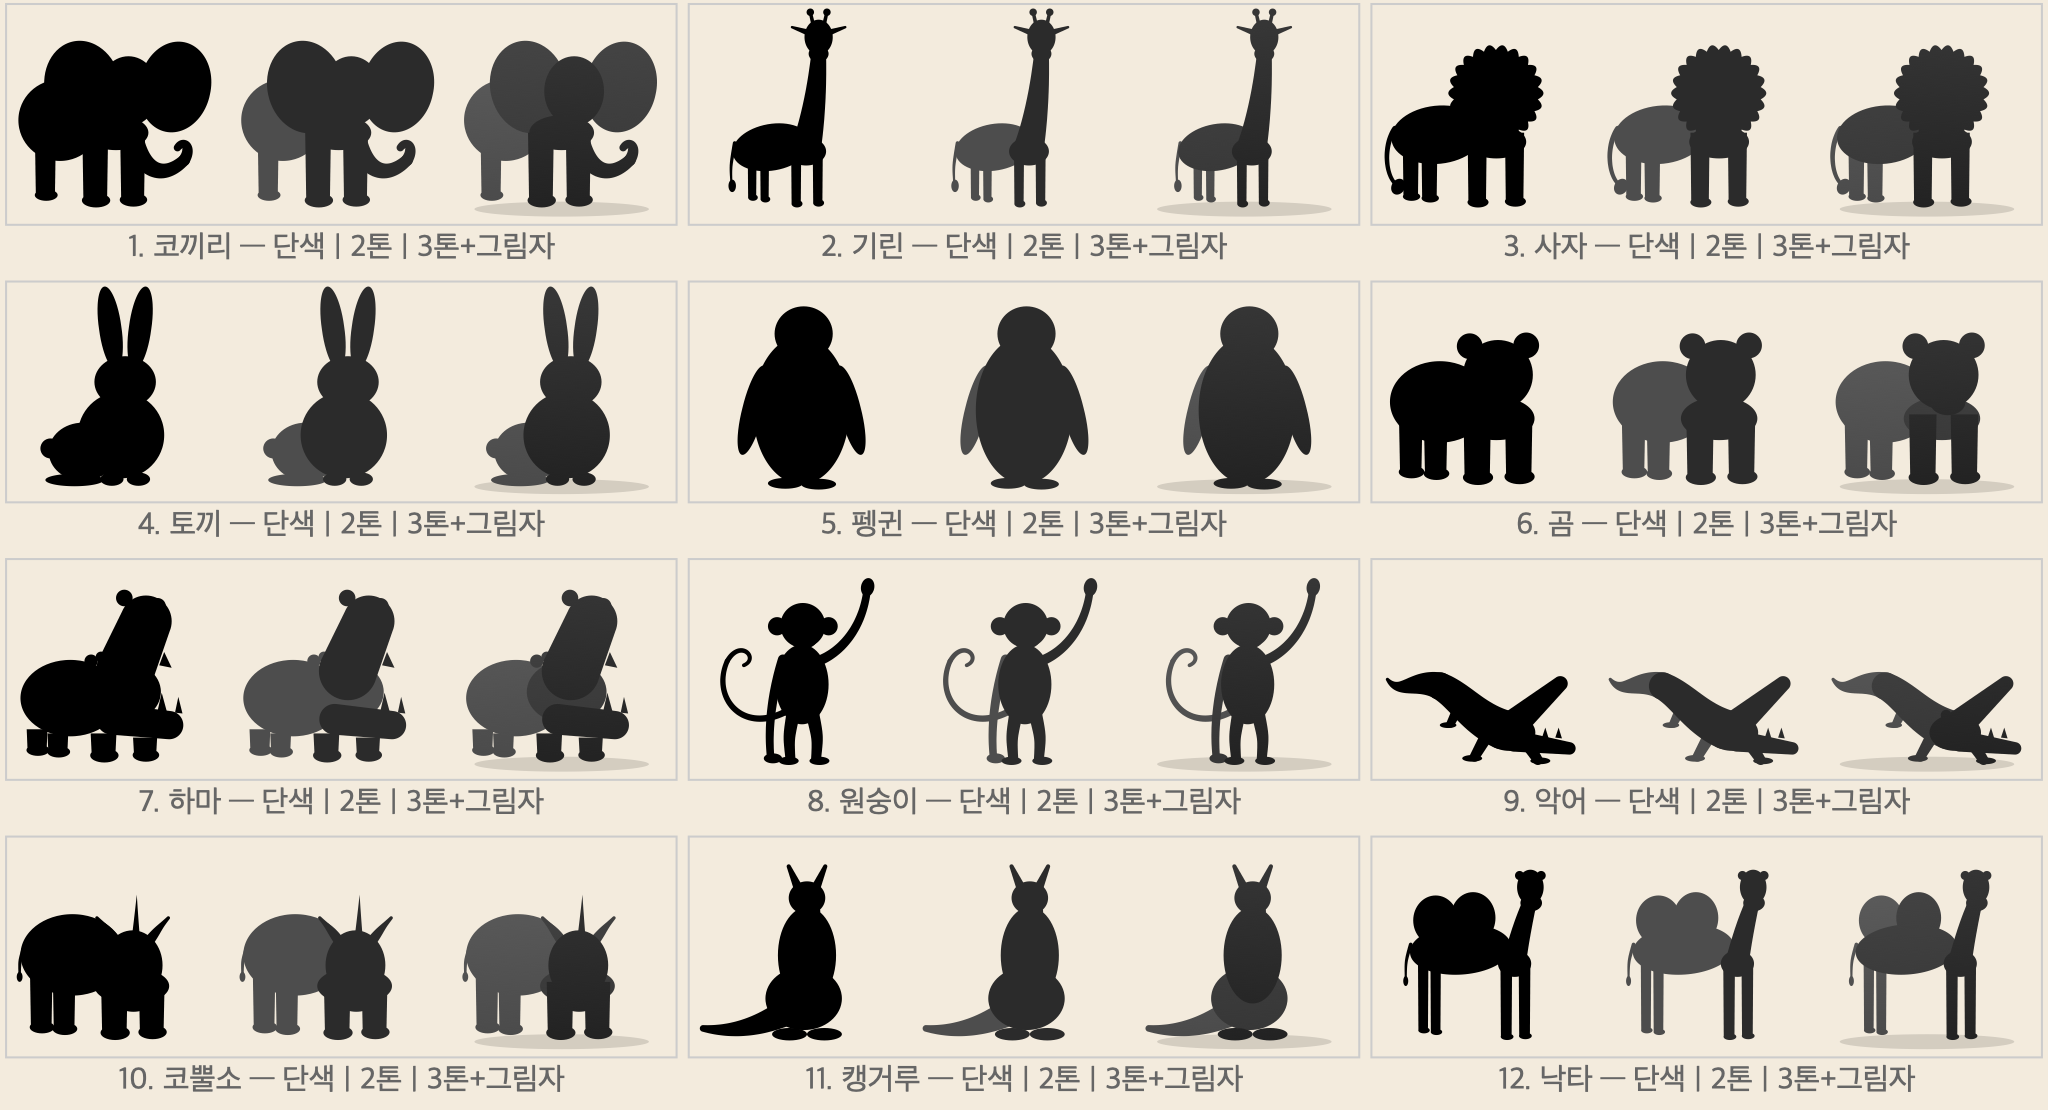 1. 코끼리 — 단색 | 2톤 | 3톤+그림자
2. 기린 — 단색 | 2톤 | 3톤+그림자
3. 사자 — 단색 | 2톤 | 3톤+그림자
4. 토끼 — 단색 | 2톤 | 3톤+그림자
5. 펭귄 — 단색 | 2톤 | 3톤+그림자
6. 곰 — 단색 | 2톤 | 3톤+그림자
7. 하마 — 단색 | 2톤 | 3톤+그림자
8. 원숭이 — 단색 | 2톤 | 3톤+그림자
9. 악어 — 단색 | 2톤 | 3톤+그림자
10. 코뿔소 — 단색 | 2톤 | 3톤+그림자
11. 캥거루 — 단색 | 2톤 | 3톤+그림자
12. 낙타 — 단색 | 2톤 | 3톤+그림자